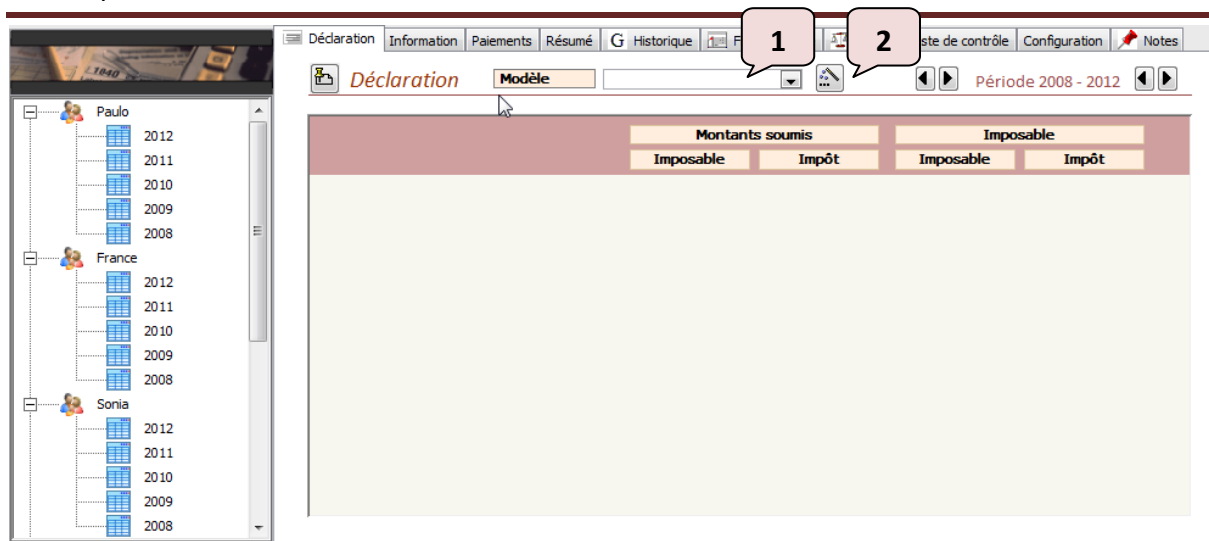 Déclaration Information Paiements Résumé G Historique F 1 2 ste de contrôle Configuration Notes
1040
Déclaration Modèle Période 2008 - 2012
Paulo
2012
2011
2010
2009
2008
France
2012
2011
2010
2009
2008
Sonia
2012
2011
2010
2009
2008
Montants soumis Imposable
Imposable Impôt Imposable Impôt